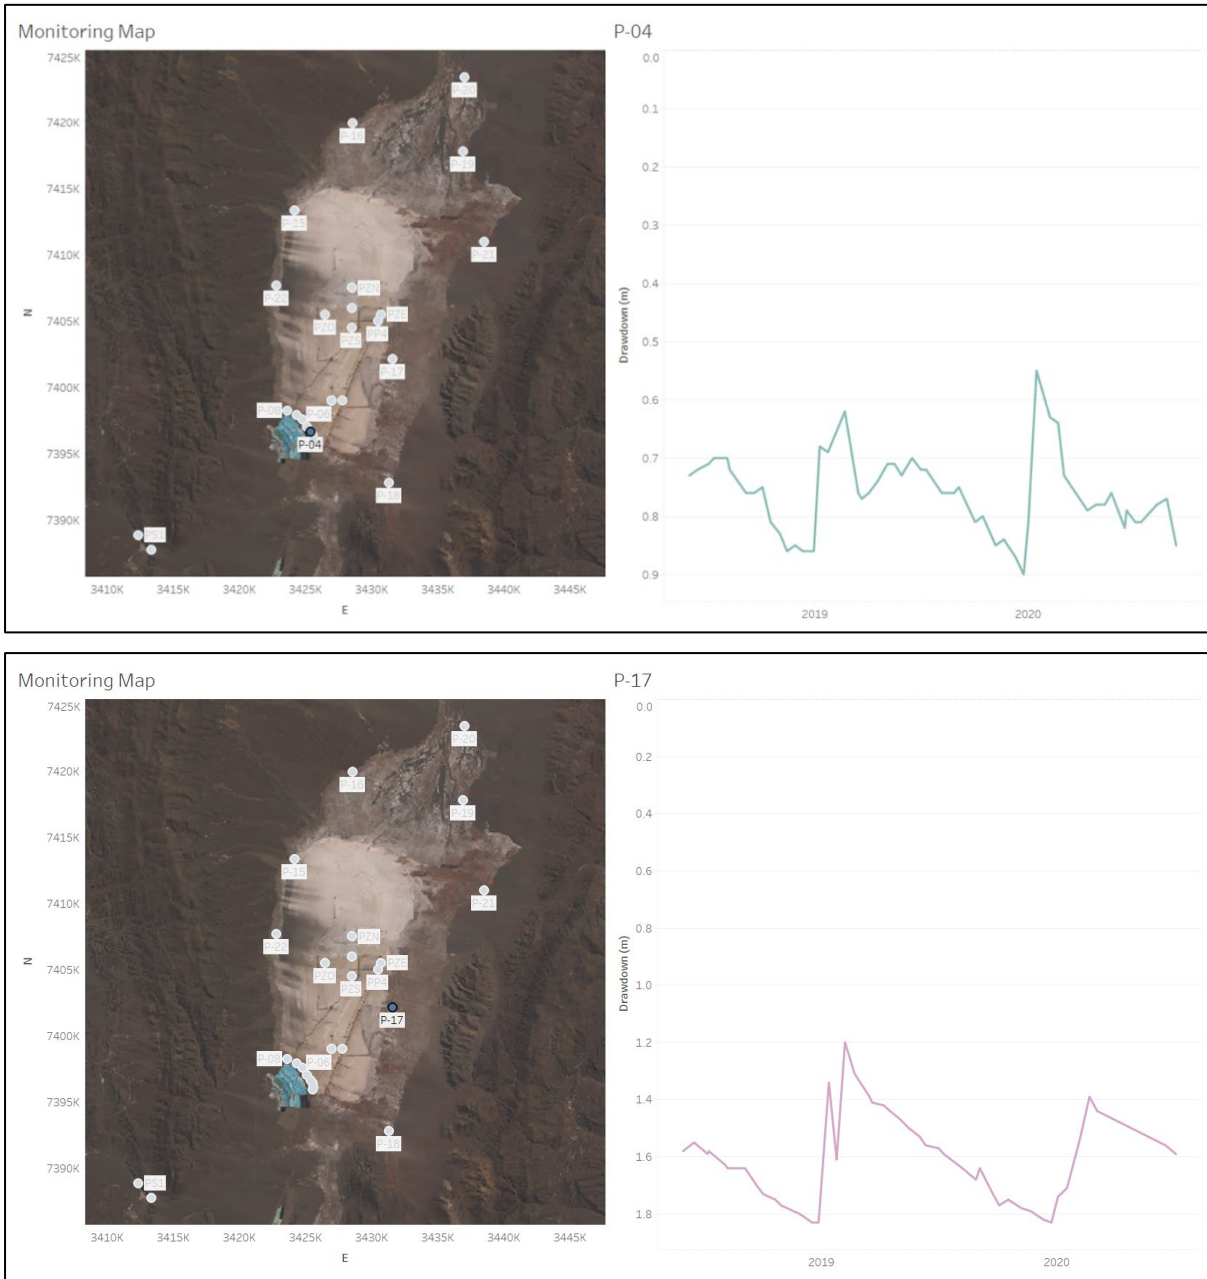 Monitoring Map
P-04
7425K
7420K
7415K
7410K
7405K
7400K
7395K
7390K
N
P-20
P-16
P-19
P-15
P-21
P-22
PZN
PZO
PZS
PZE
PP4
P-17
P-08
P-06
P-04
P-18
PS1
3410K
3415K
3420K
3425K
3430K
3435K
3440K
3445K
E
Drawdown (m)
0.0
0.1
0.2
0.3
0.4
0.5
0.6
0.7
0.8
0.9
2019
2020
Monitoring Map
P-17
7425K
7420K
7415K
7410K
7405K
7400K
7395K
7390K
N
P-20
P-16
P-19
P-15
P-21
P-22
PZN
PZO
PZS
PZE
PP4
P-17
P-08
P-06
P-18
PS1
3410K
3415K
3420K
3425K
3430K
3435K
3440K
3445K
E
Drawdown (m)
0.0
0.2
0.4
0.6
0.8
1.0
1.2
1.4
1.6
1.8
2019
2020